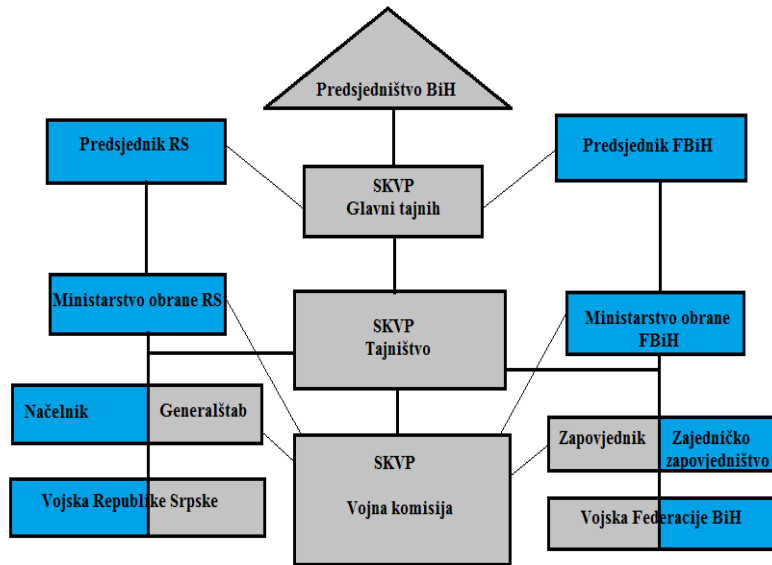 Predsjedništvo BiH
Predsjednik RS
Predsjednik FBiH
SKVP
Glavni tajnih
Ministarstvo obrane RS
SKVP
Tajništvo
Ministarstvo obrane
FBiH
Načelnik
Generalštab
SKVP
Vojna komisija
Zapovjednik
Zajedničko
zapovjedništvo
Vojska Republike Srpske
Vojska Federacije BiH